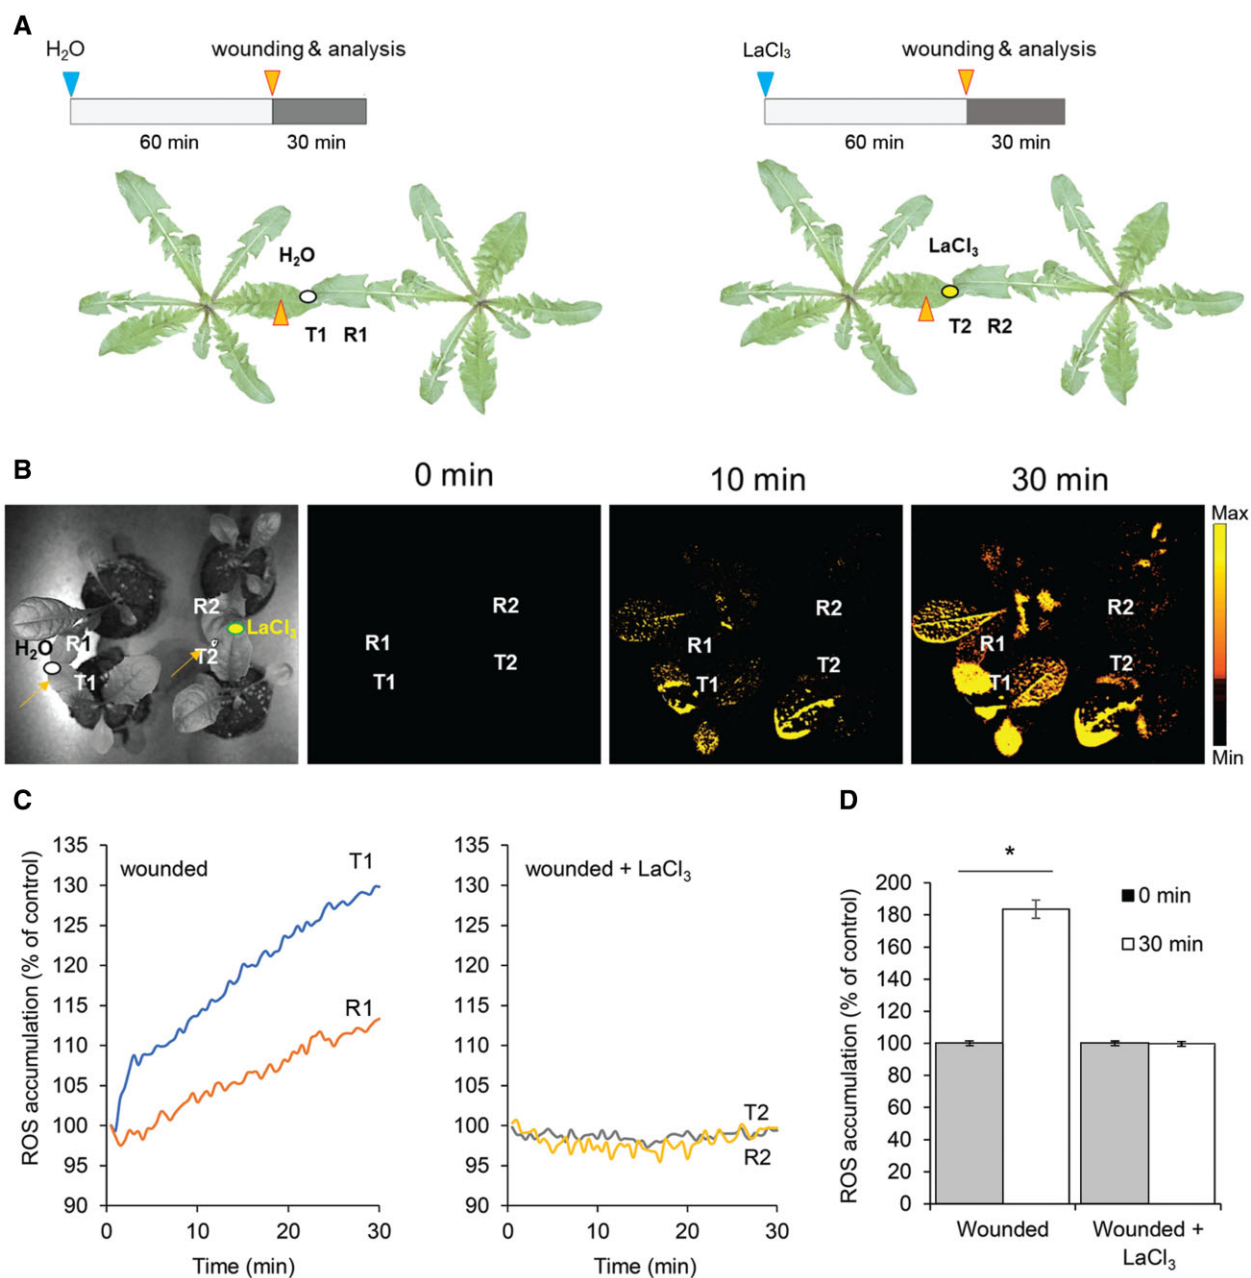 A
H₂O
wounding & analysis
60 min
30 min
H₂O
T1 R1
LaCl₃
wounding & analysis
60 min
30 min
LaCl₃
T2 R2
B
0 min
10 min
30 min
R2
LaCl₃
H₂O
R1
T2
T1
R2
R1
T2
T1
R2
R1
T2
T1
R2
R1
T2
T1
Max
Min
C
ROS accumulation (% of control)
135
130
125
120
115
110
105
100
95
90
wounded
T1
R1
0
10
20
30
Time (min)
135
130
125
120
115
110
105
100
95
90
wounded + LaCl₃
T2
R2
0
10
20
30
Time (min)
D
ROS accumulation (% of control)
200
180
160
140
120
100
80
60
40
20
0
*
0 min
30 min
Wounded
Wounded +
LaCl₃